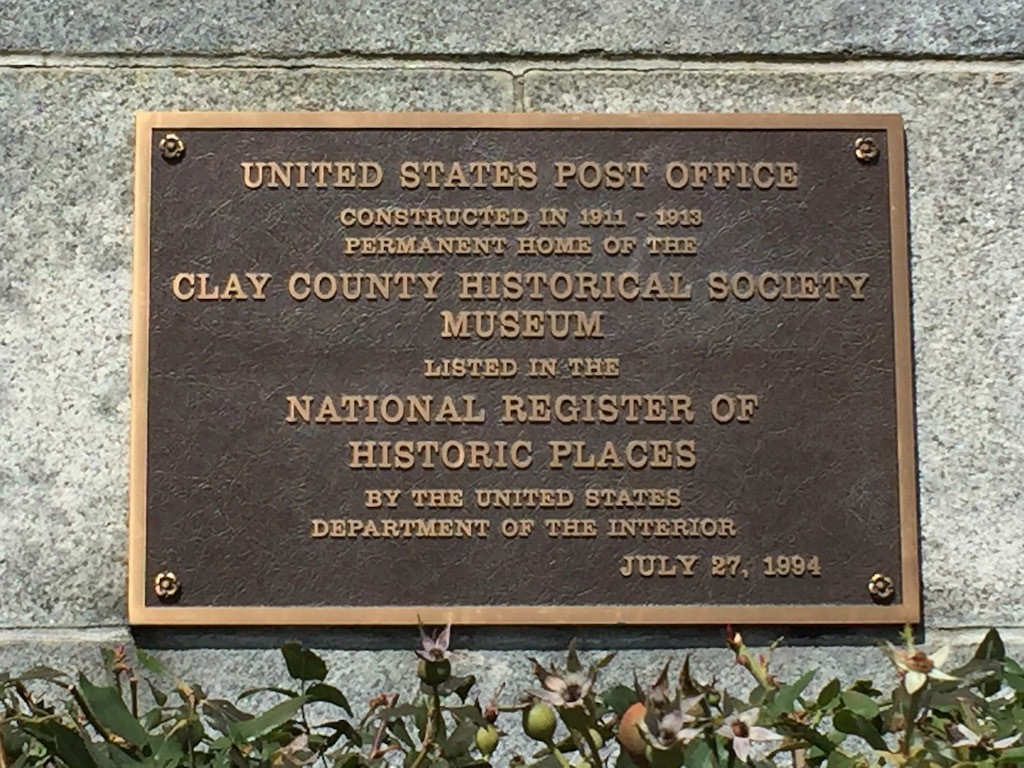 UNITED STATES POST OFFICE
CONSTRUCTED IN 1911 - 1913
PERMANENT HOME OF THE
CLAY COUNTY HISTORICAL SOCIETY
MUSEUM
LISTED IN THE
NATIONAL REGISTER OF
HISTORIC PLACES
BY THE UNITED STATES
DEPARTMENT OF THE INTERIOR
JULY 27, 1994